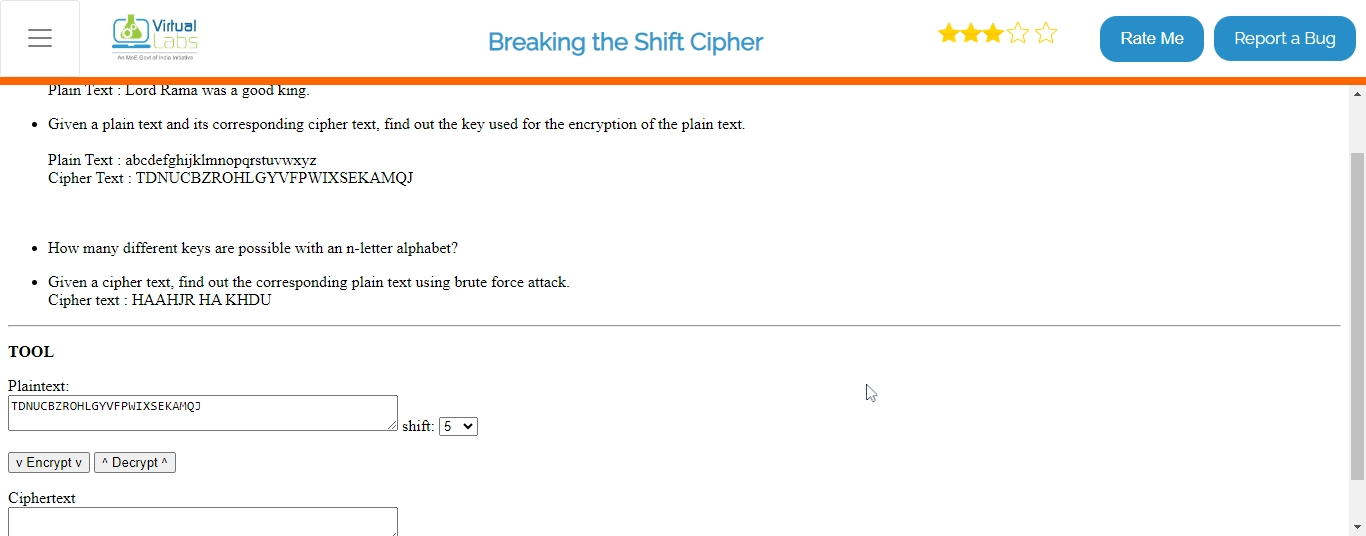 Virtual
Labs
An MoE Govt of India Initiative
Breaking the Shift Cipher
Rate Me
Report a Bug
Plain Text : Lord Rama was a good king.
• Given a plain text and its corresponding cipher text, find out the key used for the encryption of the plain text.
Plain Text : abcdefghijklmnopqrstuvwxyz
Cipher Text : TDNUCBZROHLGYVFPWIXSEKAMQJ
• How many different keys are possible with an n-letter alphabet?
• Given a cipher text, find out the corresponding plain text using brute force attack.
Cipher text : HAAHJR HA KHDU
TOOL
Plaintext:
TDNUCBZROHLGYVFPWIXSEKAMQJ
shift: 5
v Encrypt v ^ Decrypt ^
Ciphertext